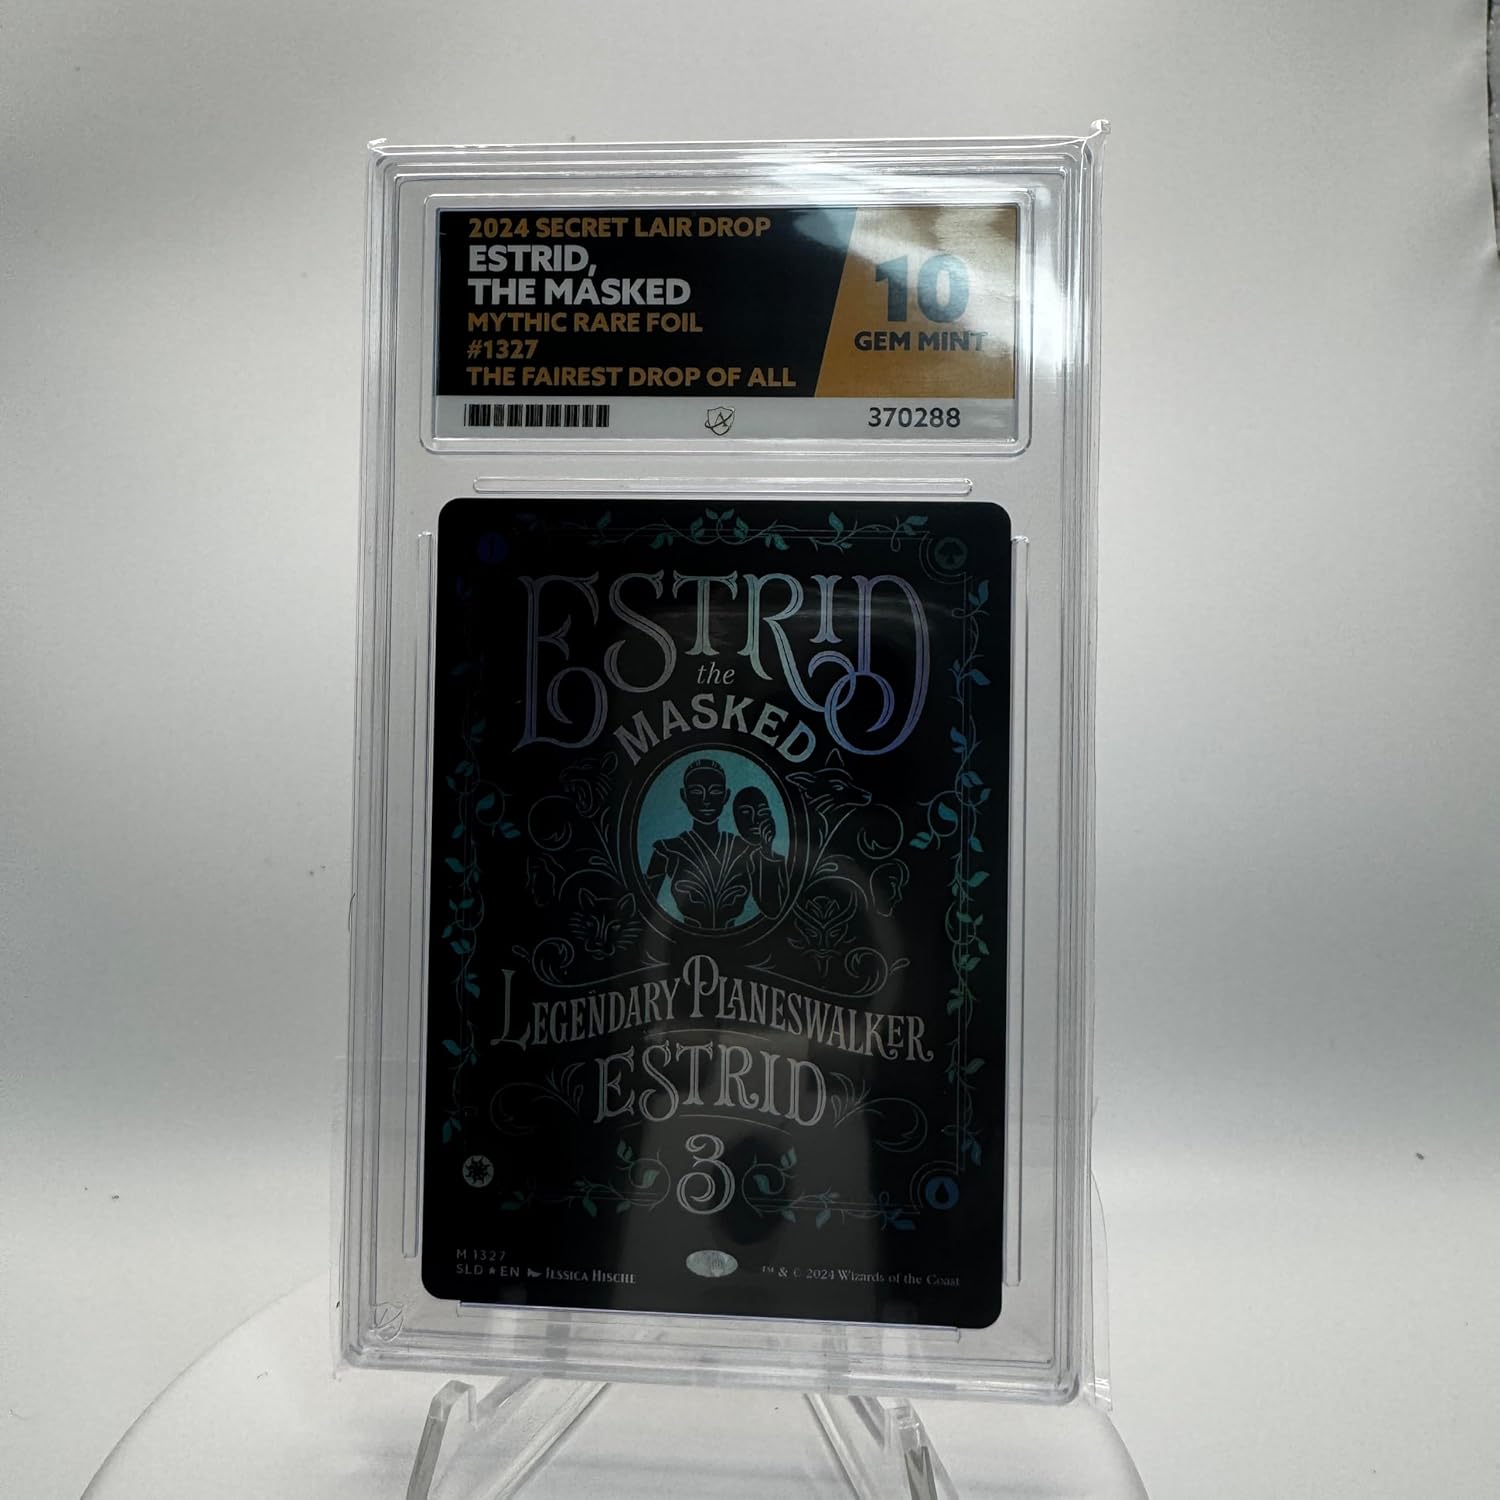 2024 SECRET LAIR DROP
ESTRID,
THE MASKED
MYTHIC RARE FOIL
#1327
THE FAIREST DROP OF ALL
10
GEM MINT
370288
ESTRID
the
MASKED
LEGENDARY PLANESWALKER
ESTRID
3
M 1327
SLD ★ EN JESSICA HISCHE
™ & © 2024 Wizards of the Coast